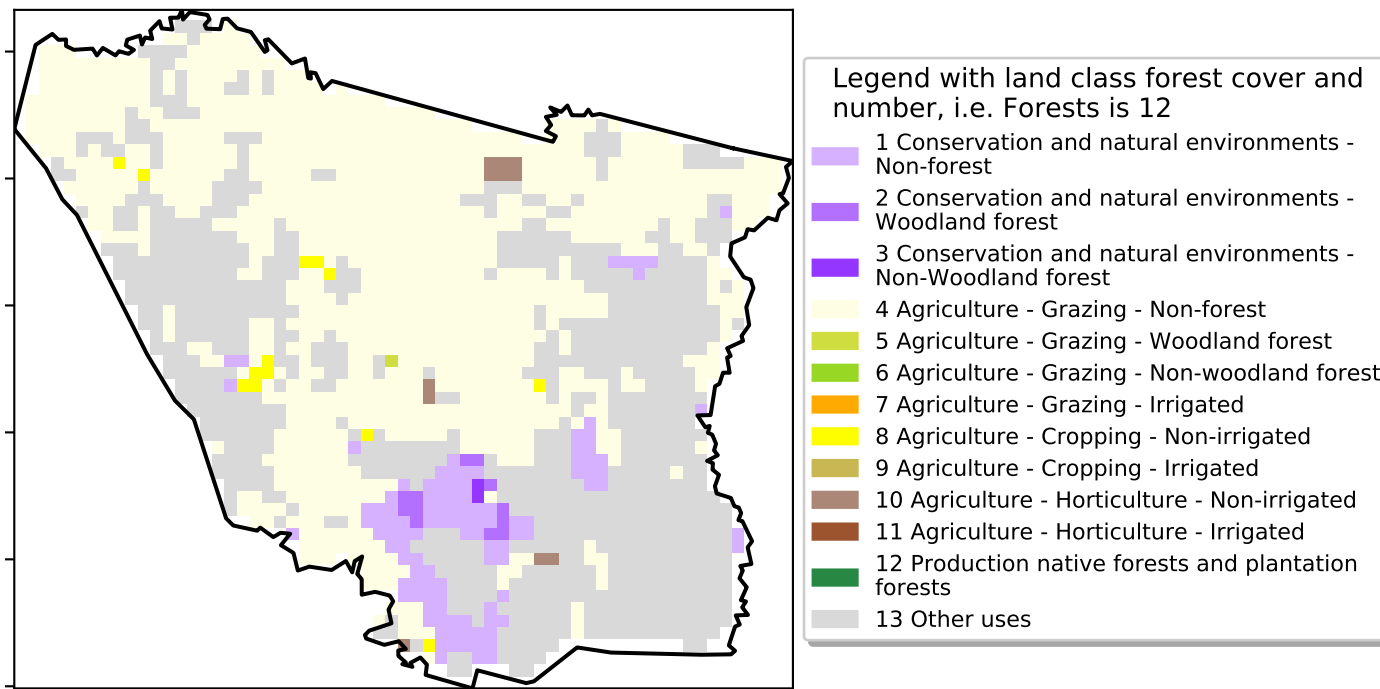 Legend with land class forest cover and
number, i.e. Forests is 12
1 Conservation and natural environments -
Non-forest
2 Conservation and natural environments -
Woodland forest
3 Conservation and natural environments -
Non-Woodland forest
4 Agriculture - Grazing - Non-forest
5 Agriculture - Grazing - Woodland forest
6 Agriculture - Grazing - Non-woodland forest
7 Agriculture - Grazing - Irrigated
8 Agriculture - Cropping - Non-irrigated
9 Agriculture - Cropping - Irrigated
10 Agriculture - Horticulture - Non-irrigated
11 Agriculture - Horticulture - Irrigated
12 Production native forests and plantation
forests
13 Other uses